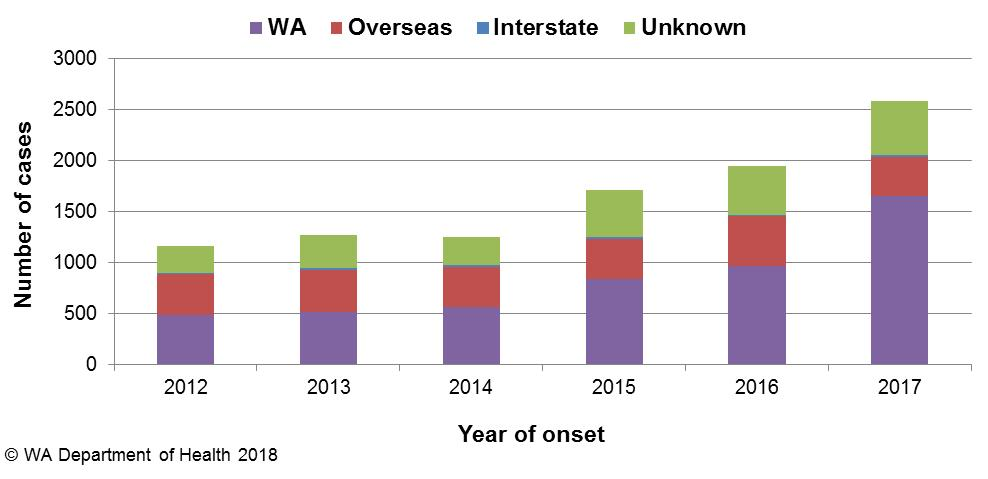 WA Overseas Interstate Unknown
3000
2500
2000
1500
1000
500
0
Number of cases
2012 2013 2014 2015 2016 2017
Year of onset
© WA Department of Health 2018